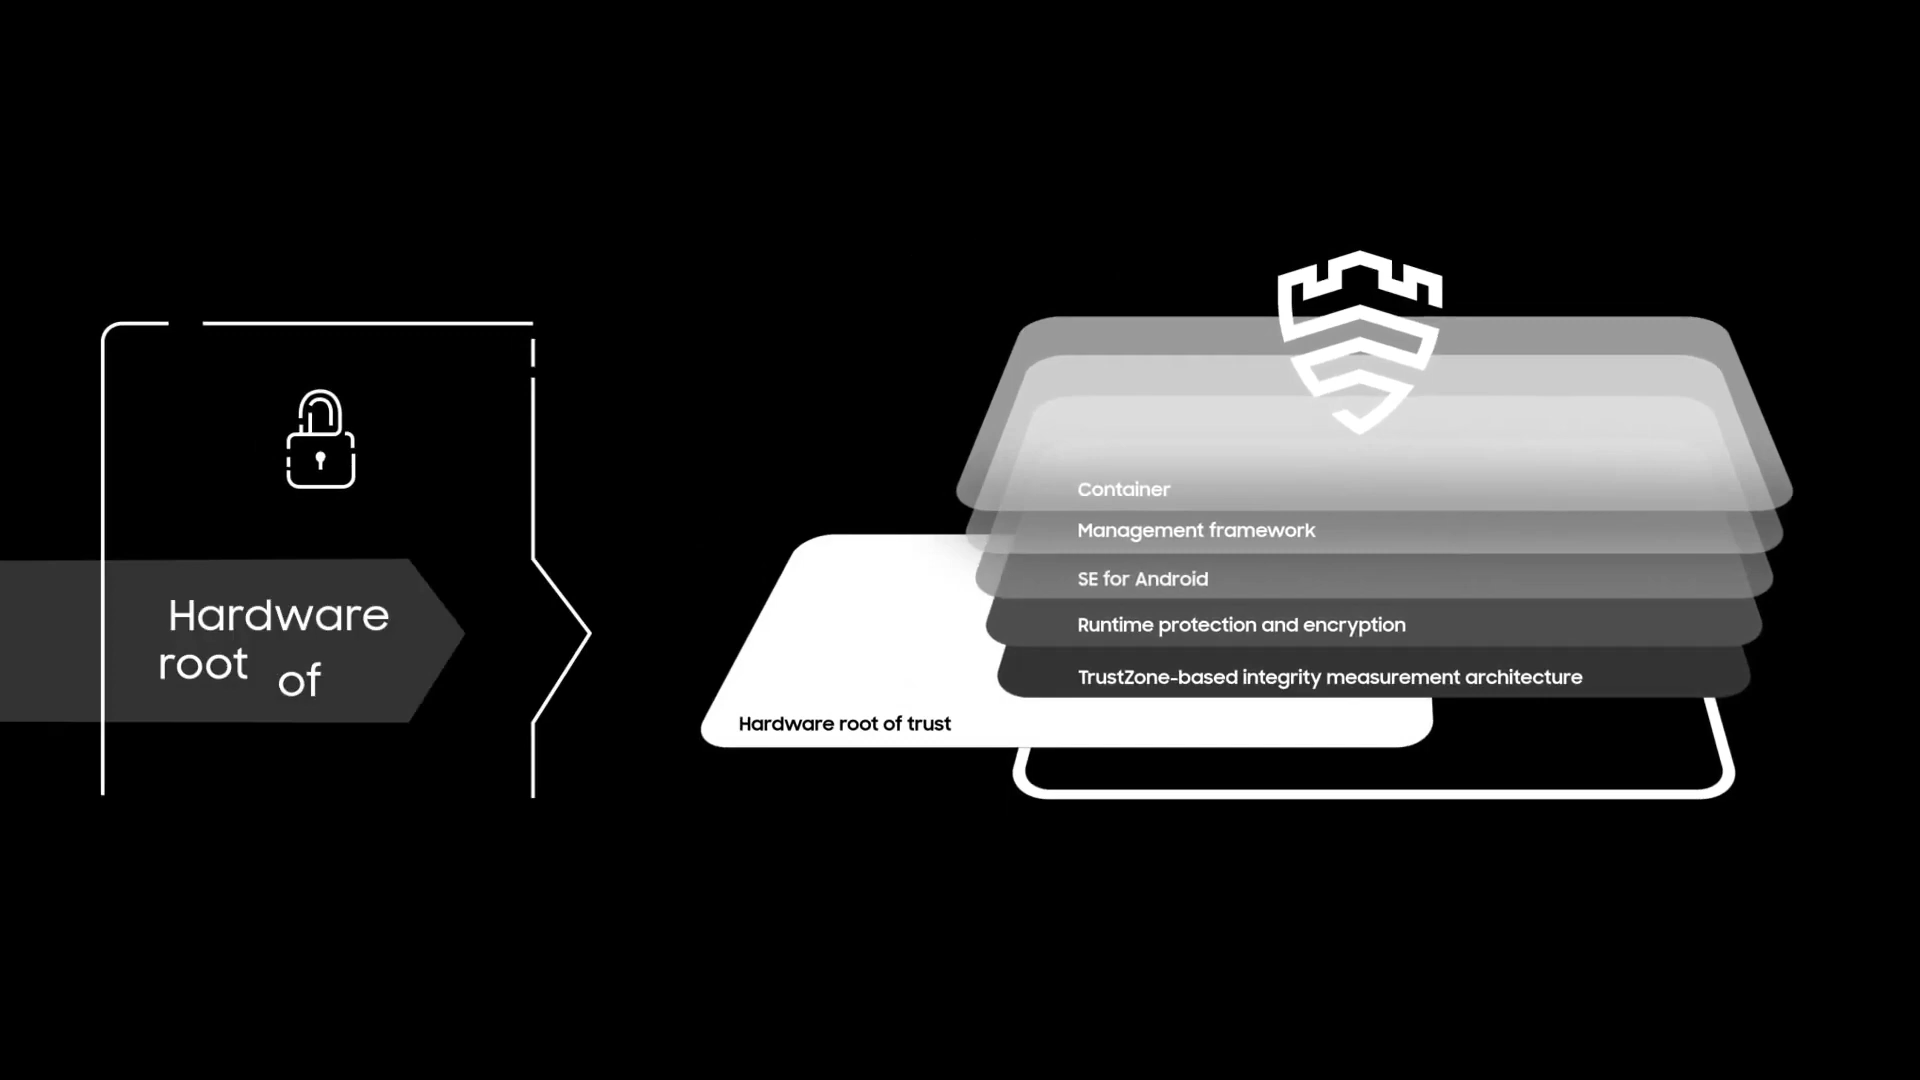 Hardware
root of
Container
Management framework
SE for Android
Runtime protection and encryption
TrustZone-based integrity measurement architecture
Hardware root of trust